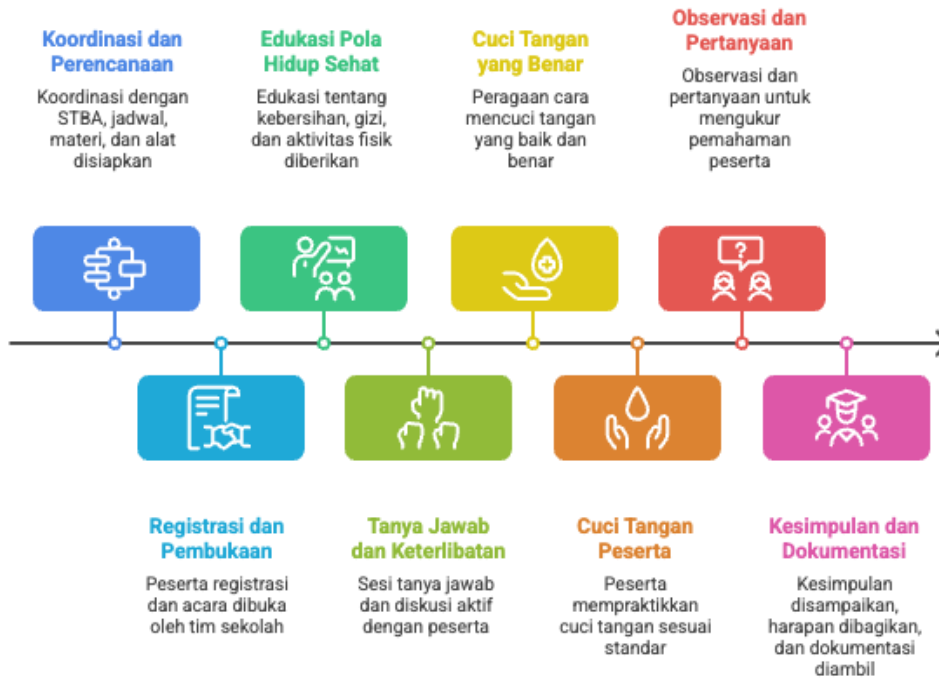 Koordinasi dan
Perencanaan
Koordinasi dengan
STBA, jadwal,
materi, dan alat
disiapkan
Edukasi Pola
Hidup Sehat
Edukasi tentang
kebersihan, gizi,
dan aktivitas fisik
diberikan
Cuci Tangan
yang Benar
Peragaan cara
mencuci tangan
yang baik dan
benar
Observasi dan
Pertanyaan
Observasi dan
pertanyaan untuk
mengukur
pemahaman
peserta
?
Registrasi dan
Pembukaan
Peserta registrasi
dan acara dibuka
oleh tim sekolah
Tanya Jawab
dan Keterlibatan
Sesi tanya jawab
dan diskusi aktif
dengan peserta
Cuci Tangan
Peserta
Peserta
mempraktikkan
cuci tangan sesuai
standar
Kesimpulan dan
Dokumentasi
Kesimpulan
disampaikan,
harapan dibagikan,
dan dokumentasi
diambil